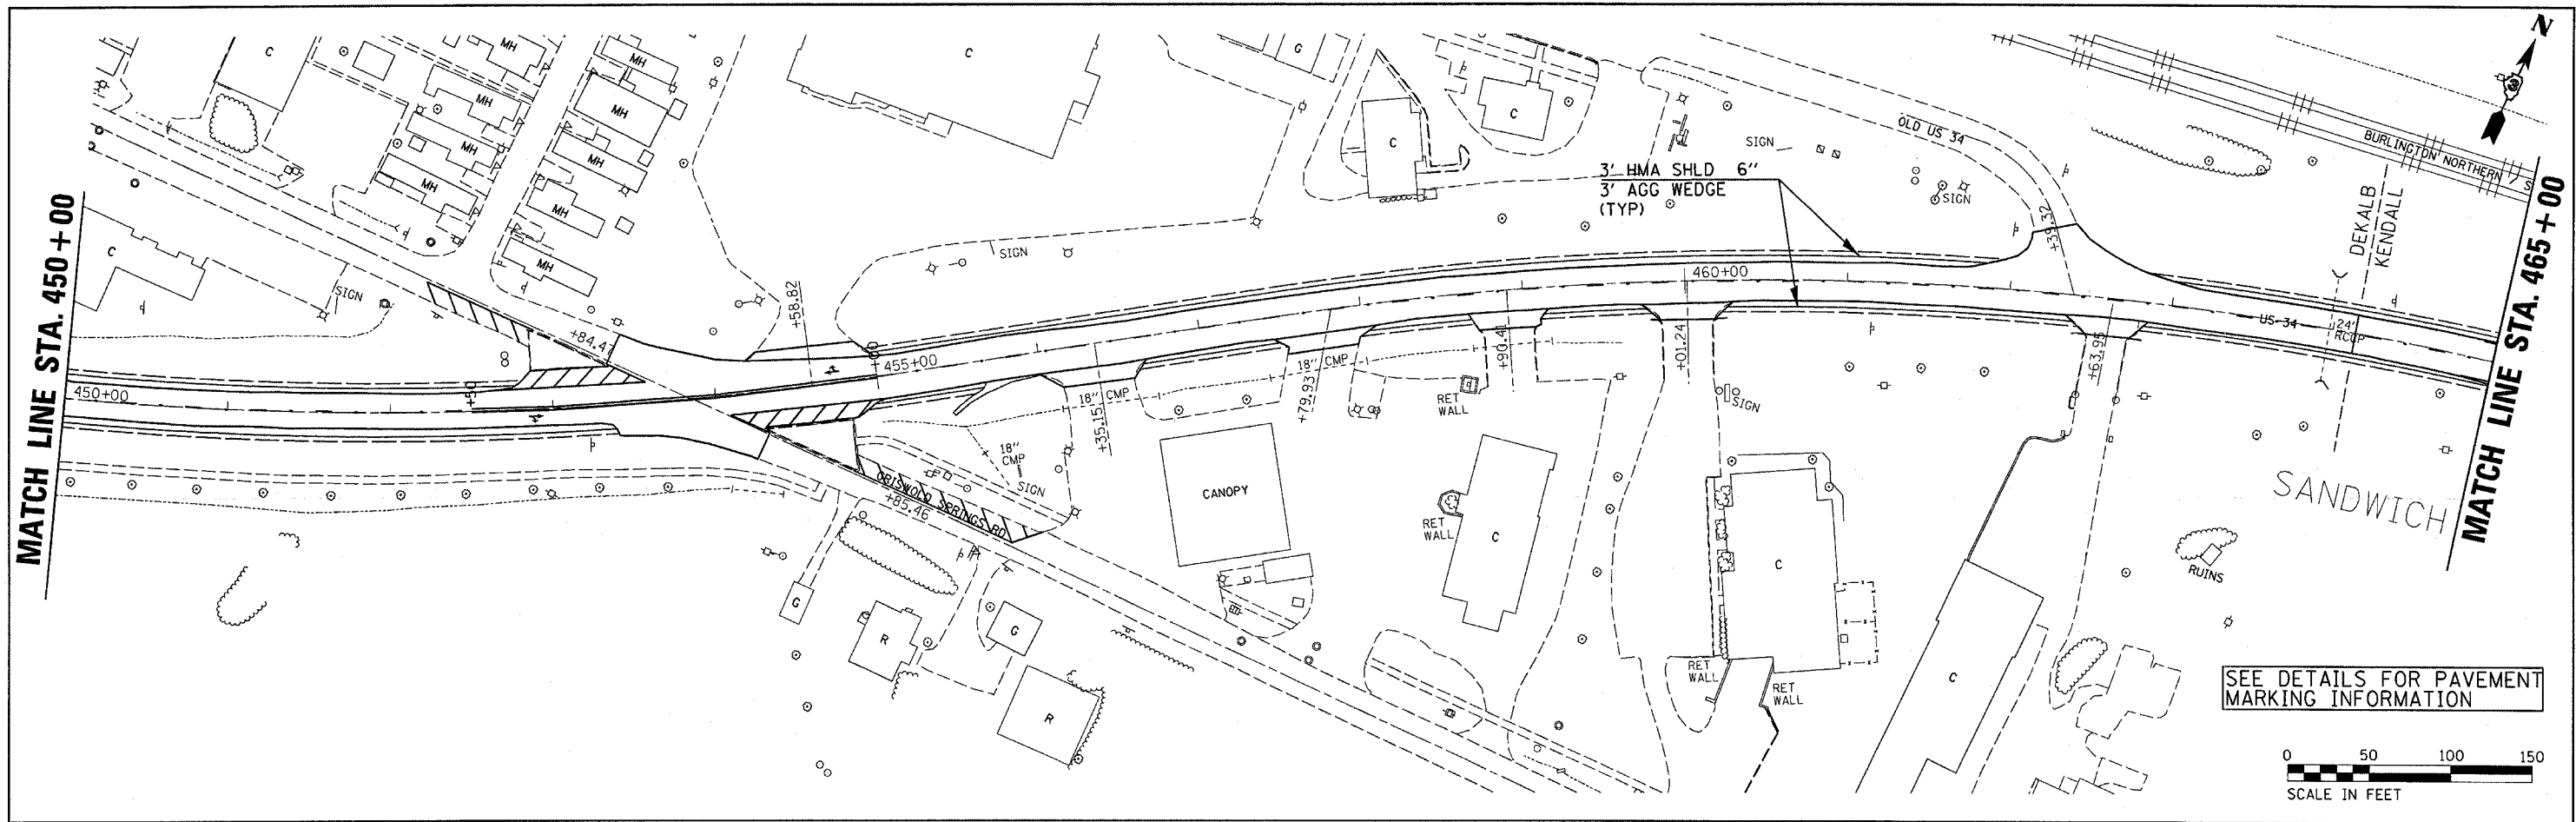 MATCH LINE STA. 450+00
C
MH
MH
MH
MH
MH
MH
MH
MH
MH
MH
C
G
C
C
SIGN
OLD US 34
BURLINGTON NORTHERN / S
N
3' HMA SHLD 6"
3' AGG WEDGE
(TYP)
SIGN
SIGN
DEKALB
KENDALL
C
SIGN
+39.32
+58.82
460+00
450+00
+50
+84.4
455+00
18" CMP
18" CMP
+35.15
+79.93
+90.41
+01.24
+63.95
US 34
24"
RCCP
18"
CMP
SIGN
RET
WALL
SIGN
GRISWOLD SPRINGS RD
+85.46
CANOPY
RET
WALL
C
C
SANDWICH
RUINS
G
R
G
R
RET
WALL
RET
WALL
C
MATCH LINE STA. 465+00
SEE DETAILS FOR PAVEMENT
MARKING INFORMATION
0 50 100 150
SCALE IN FEET